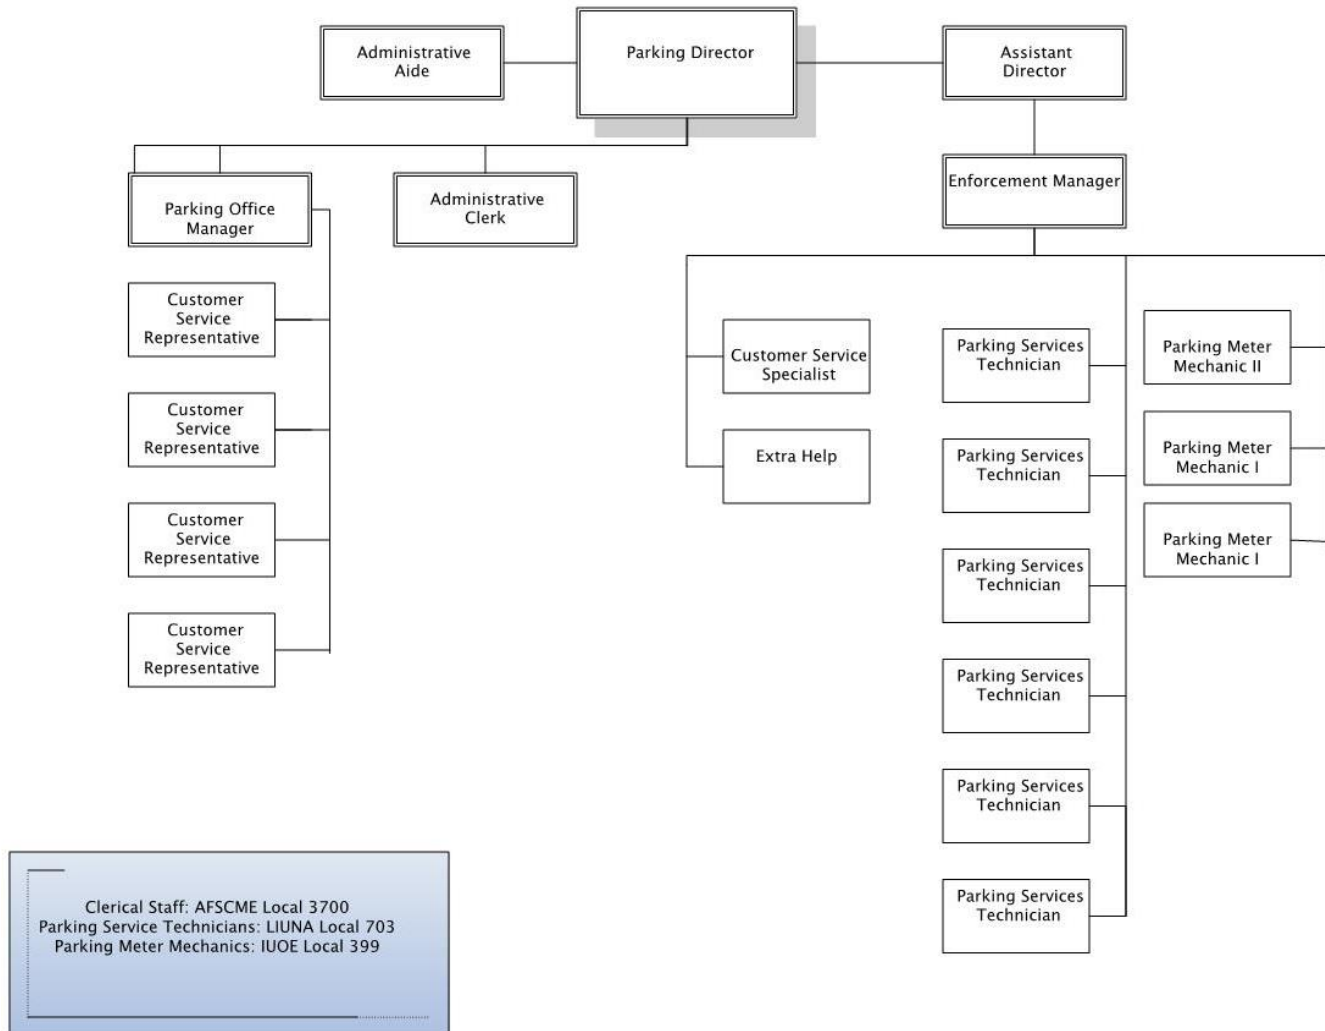 Administrative
Aide
Parking Director
Assistant
Director
Parking Office
Manager
Administrative
Clerk
Enforcement Manager
Customer
Service
Representative
Customer
Service
Representative
Customer
Service
Representative
Customer
Service
Representative
Customer Service
Specialist
Extra Help
Parking Services
Technician
Parking Services
Technician
Parking Services
Technician
Parking Services
Technician
Parking Services
Technician
Parking Services
Technician
Parking Meter
Mechanic II
Parking Meter
Mechanic I
Parking Meter
Mechanic I
Clerical Staff: AFSCME Local 3700
Parking Service Technicians: LIUNA Local 703
Parking Meter Mechanics: IUOE Local 399